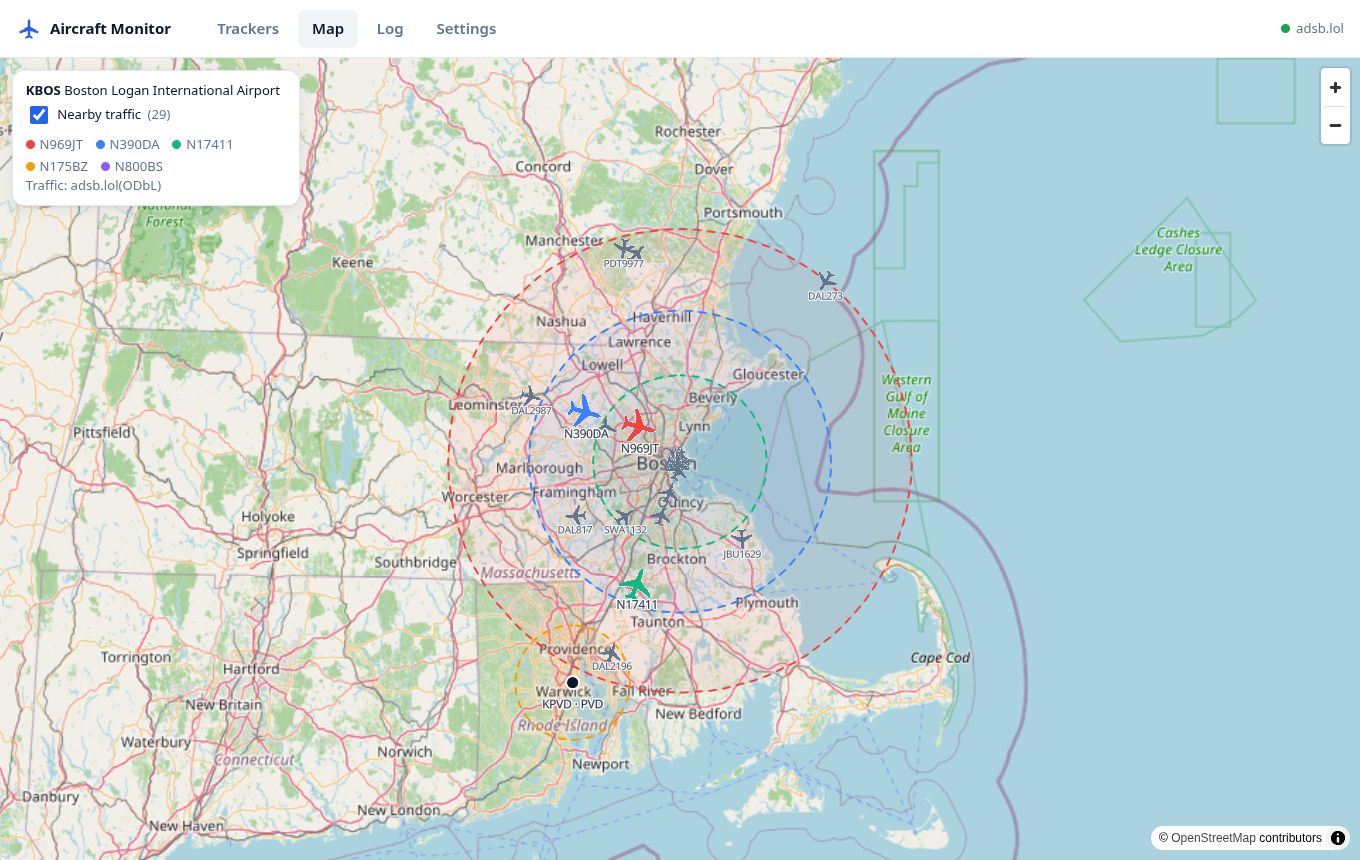 Aircraft Monitor
Trackers
Map
Log
Settings
adsb.lol
KBOS Boston Logan International Airport
Nearby traffic (29)
N969JT N390DA N17411
N175BZ N800BS
Traffic: adsb.lol(ODbL)
+
−
Rochester
Concord
Dover
Portsmouth
National
Forest
Manchester
PDT9977
Keene
Cashes
Ledge Closure
Area
DAL273
Nashua
Haverhill
Lawrence
Lowell
Gloucester
Western
Gulf of
Maine
Closure
Area
Leominster
DAL2987
Beverly
Pittsfield
N390DA
Lynn
N969JT
Boston
Marlborough
Framingham
Worcester
Quincy
Holyoke
DAL817
SWA1132
Springfield
JBU1629
Southbridge
Brockton
Massachusetts
N17411
Plymouth
Taunton
Torrington
Providence
DAL2196
Hartford
Cape Cod
Warwick
Fall River
KPVD · PVD
New Britain
New Bedford
Rhode Island
Waterbury
Norwich
Connecticut
Newport
Danbury
New London
New Haven
© OpenStreetMap contributors